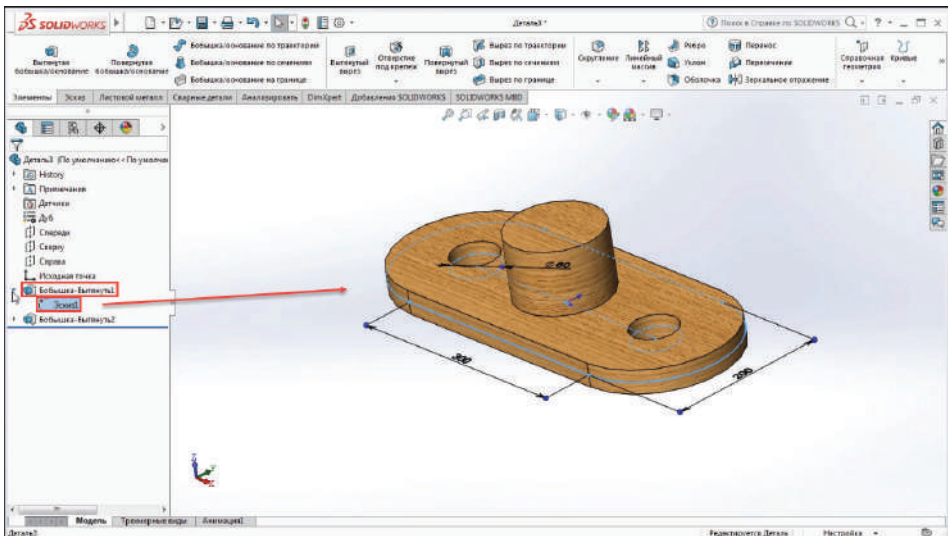 SOLIDWORKS
Деталь3 *
Поиск в Справке по SOLIDWORKS
Вытянутая бобышка/основание
Повернутая бобышка/основание
Бобышка/основание по траектории
Бобышка/основание по сечениям
Бобышка/основание на границе
Вытянутый вырез
Отверстие под крепеж
Повернутый вырез
Вырез по траектории
Вырез по сечениям
Вырез по границе
Скругление
Линейный массив
Ребро
Уклон
Оболочка
Перенос
Пересечение
Зеркальное отражение
Справочная геометрия
Кривые
Элементы
Эскиз
Листовой металл
Сварные детали
Анализировать
DimXpert
Добавления SOLIDWORKS
SOLIDWORKS MBD
Деталь3 (По умолчанию<<По умолчан
History
Примечания
Датчики
Дуб
Спереди
Сверху
Справа
Исходная точка
Бобышка-Вытянуть1
Эскиз1
Бобышка-Вытянуть2
300
200
Модель
Трехмерные виды
Анимация1
Деталь3
Редактируется Деталь
Настройка